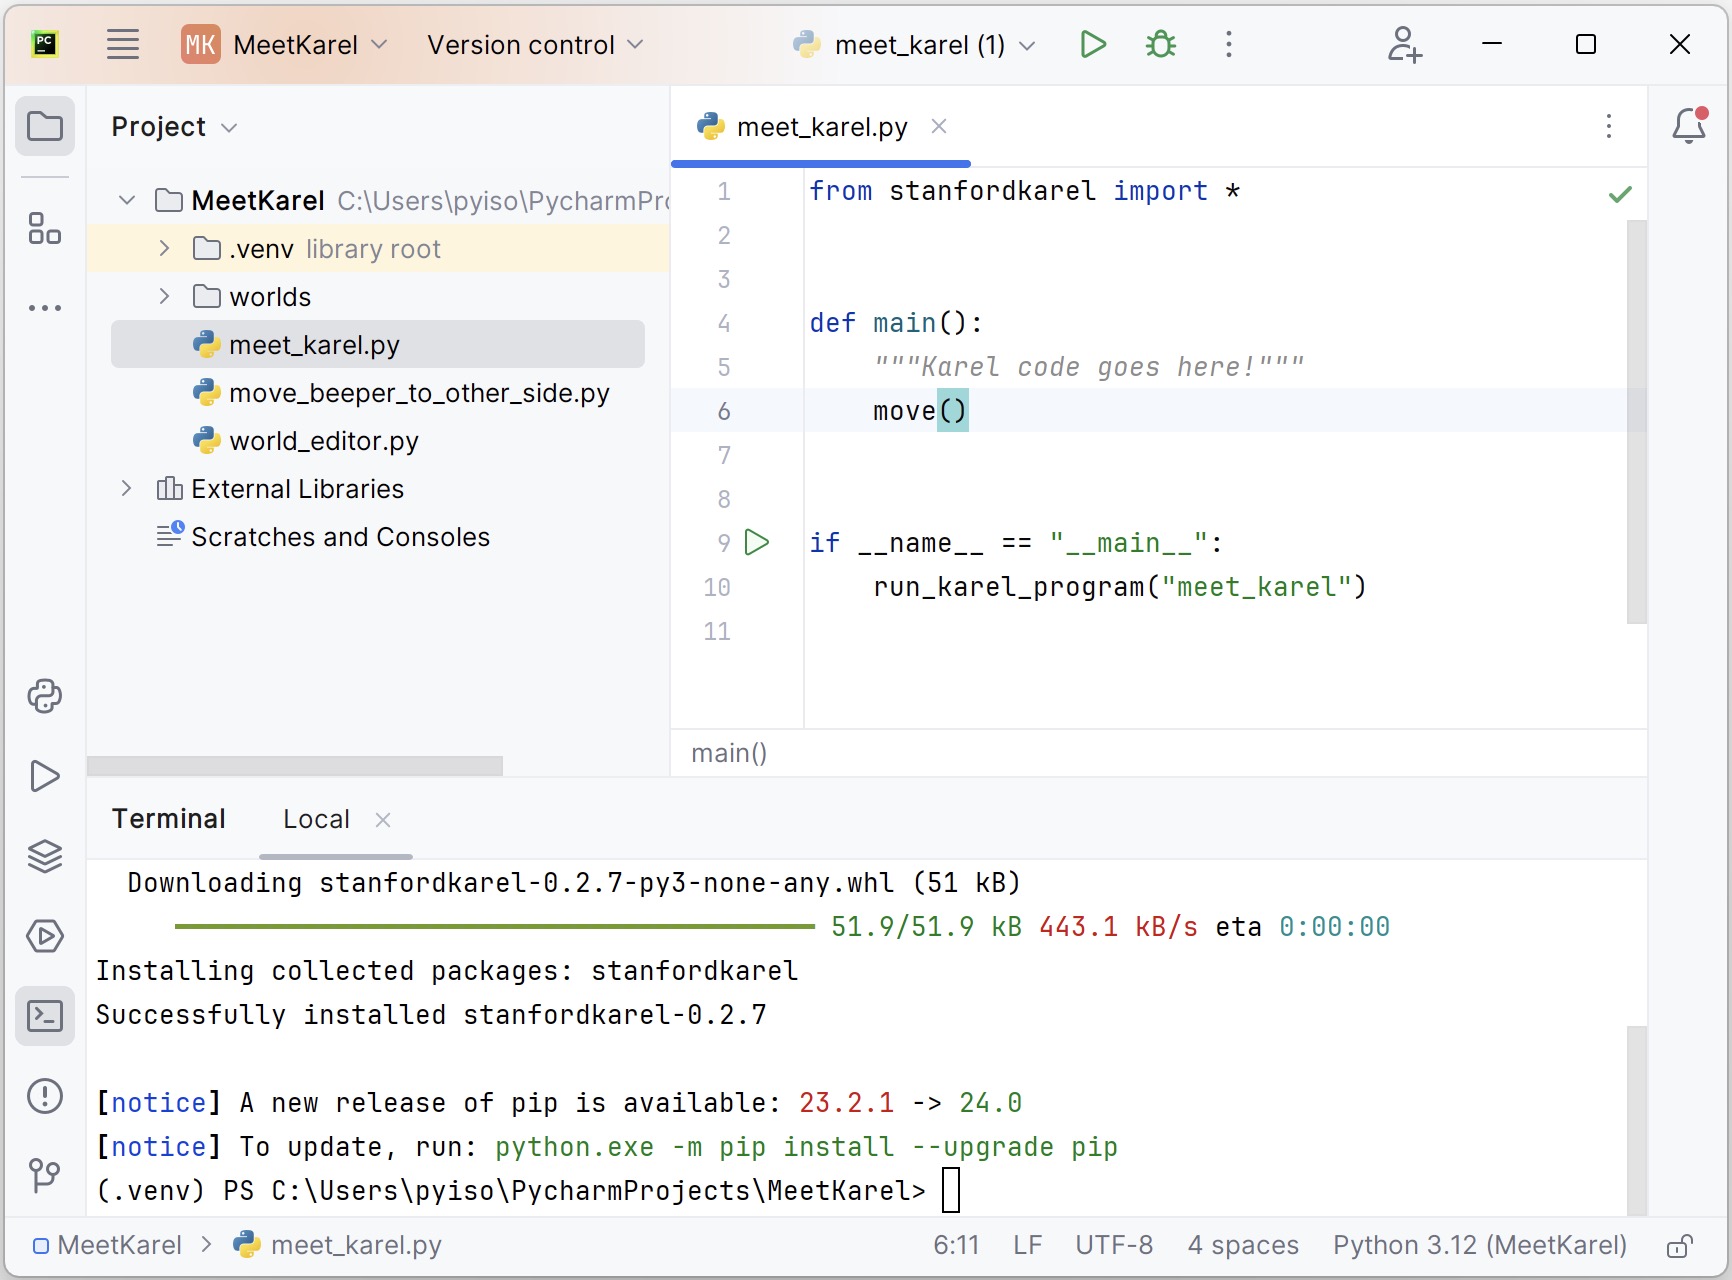 PC
MK MeetKarel Version control meet_karel (1)
Project
MeetKarel C:\Users\pyiso\PycharmPr
.venv library root
worlds
meet_karel.py
move_beeper_to_other_side.py
world_editor.py
External Libraries
Scratches and Consoles
meet_karel.py
1 from stanfordkarel import *
2
3
4 def main():
5     """Karel code goes here!"""
6     move()
7
8
9 if __name__ == "__main__":
10     run_karel_program("meet_karel")
11
main()
Terminal Local
Downloading stanfordkarel-0.2.7-py3-none-any.whl (51 kB)
51.9/51.9 kB 443.1 kB/s eta 0:00:00
Installing collected packages: stanfordkarel
Successfully installed stanfordkarel-0.2.7
[notice] A new release of pip is available: 23.2.1 -> 24.0
[notice] To update, run: python.exe -m pip install --upgrade pip
(.venv) PS C:\Users\pyiso\PycharmProjects\MeetKarel>
MeetKarel > meet_karel.py 6:11 LF UTF-8 4 spaces Python 3.12 (MeetKarel)